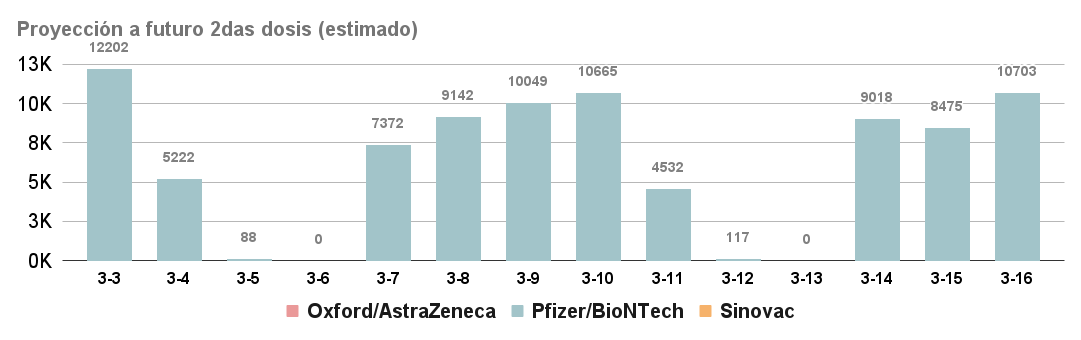 Proyección a futuro 2das dosis (estimado)
12202
13K
10665
10703
10049
9142
9018
10K
8475
7372
8K
5222
4532
5K
3K
88
0
117
0
0K
3-3 3-4 3-5 3-6 3-7 3-8 3-9 3-10 3-11 3-12 3-13 3-14 3-15 3-16
Oxford/AstraZeneca Pfizer/BioNTech Sinovac